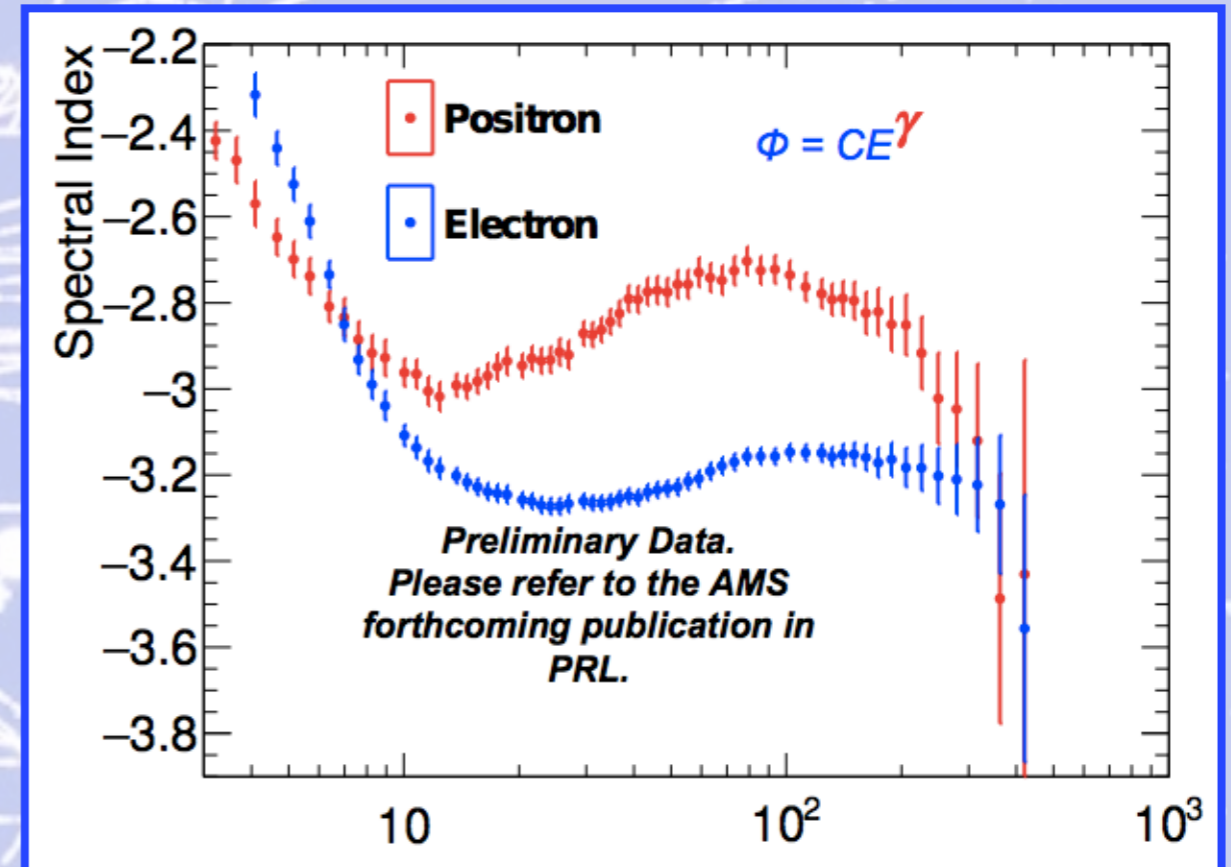 Spectral Index
−2.2
−2.4
−2.6
−2.8
−3
−3.2
−3.4
−3.6
−3.8
Positron
Electron
Φ = CE^γ
Preliminary Data.
Please refer to the AMS
forthcoming publication in
PRL.
10
10²
10³